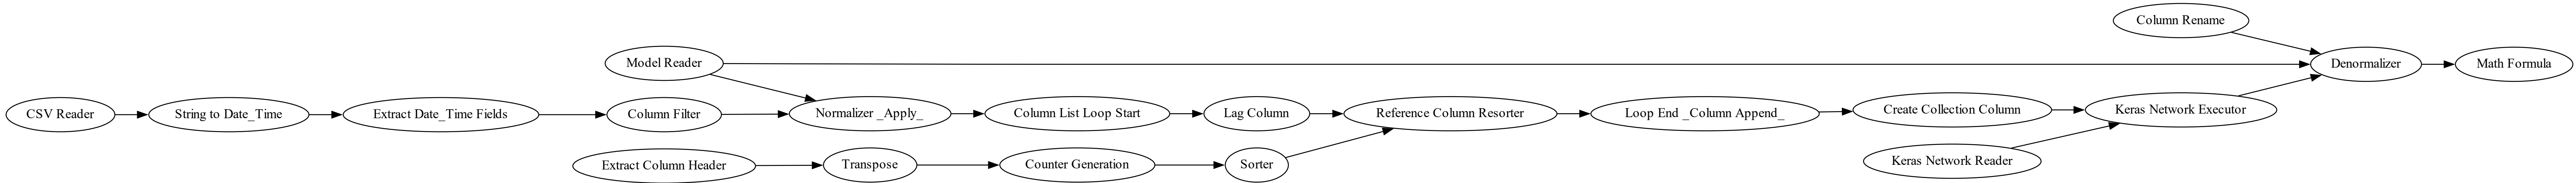 Column Rename
Model Reader
Denormalizer
Math Formula
CSV Reader
String to Date_Time
Extract Date_Time Fields
Column Filter
Normalizer _Apply_
Column List Loop Start
Lag Column
Reference Column Resorter
Loop End _Column Append_
Create Collection Column
Keras Network Executor
Extract Column Header
Transpose
Counter Generation
Sorter
Keras Network Reader